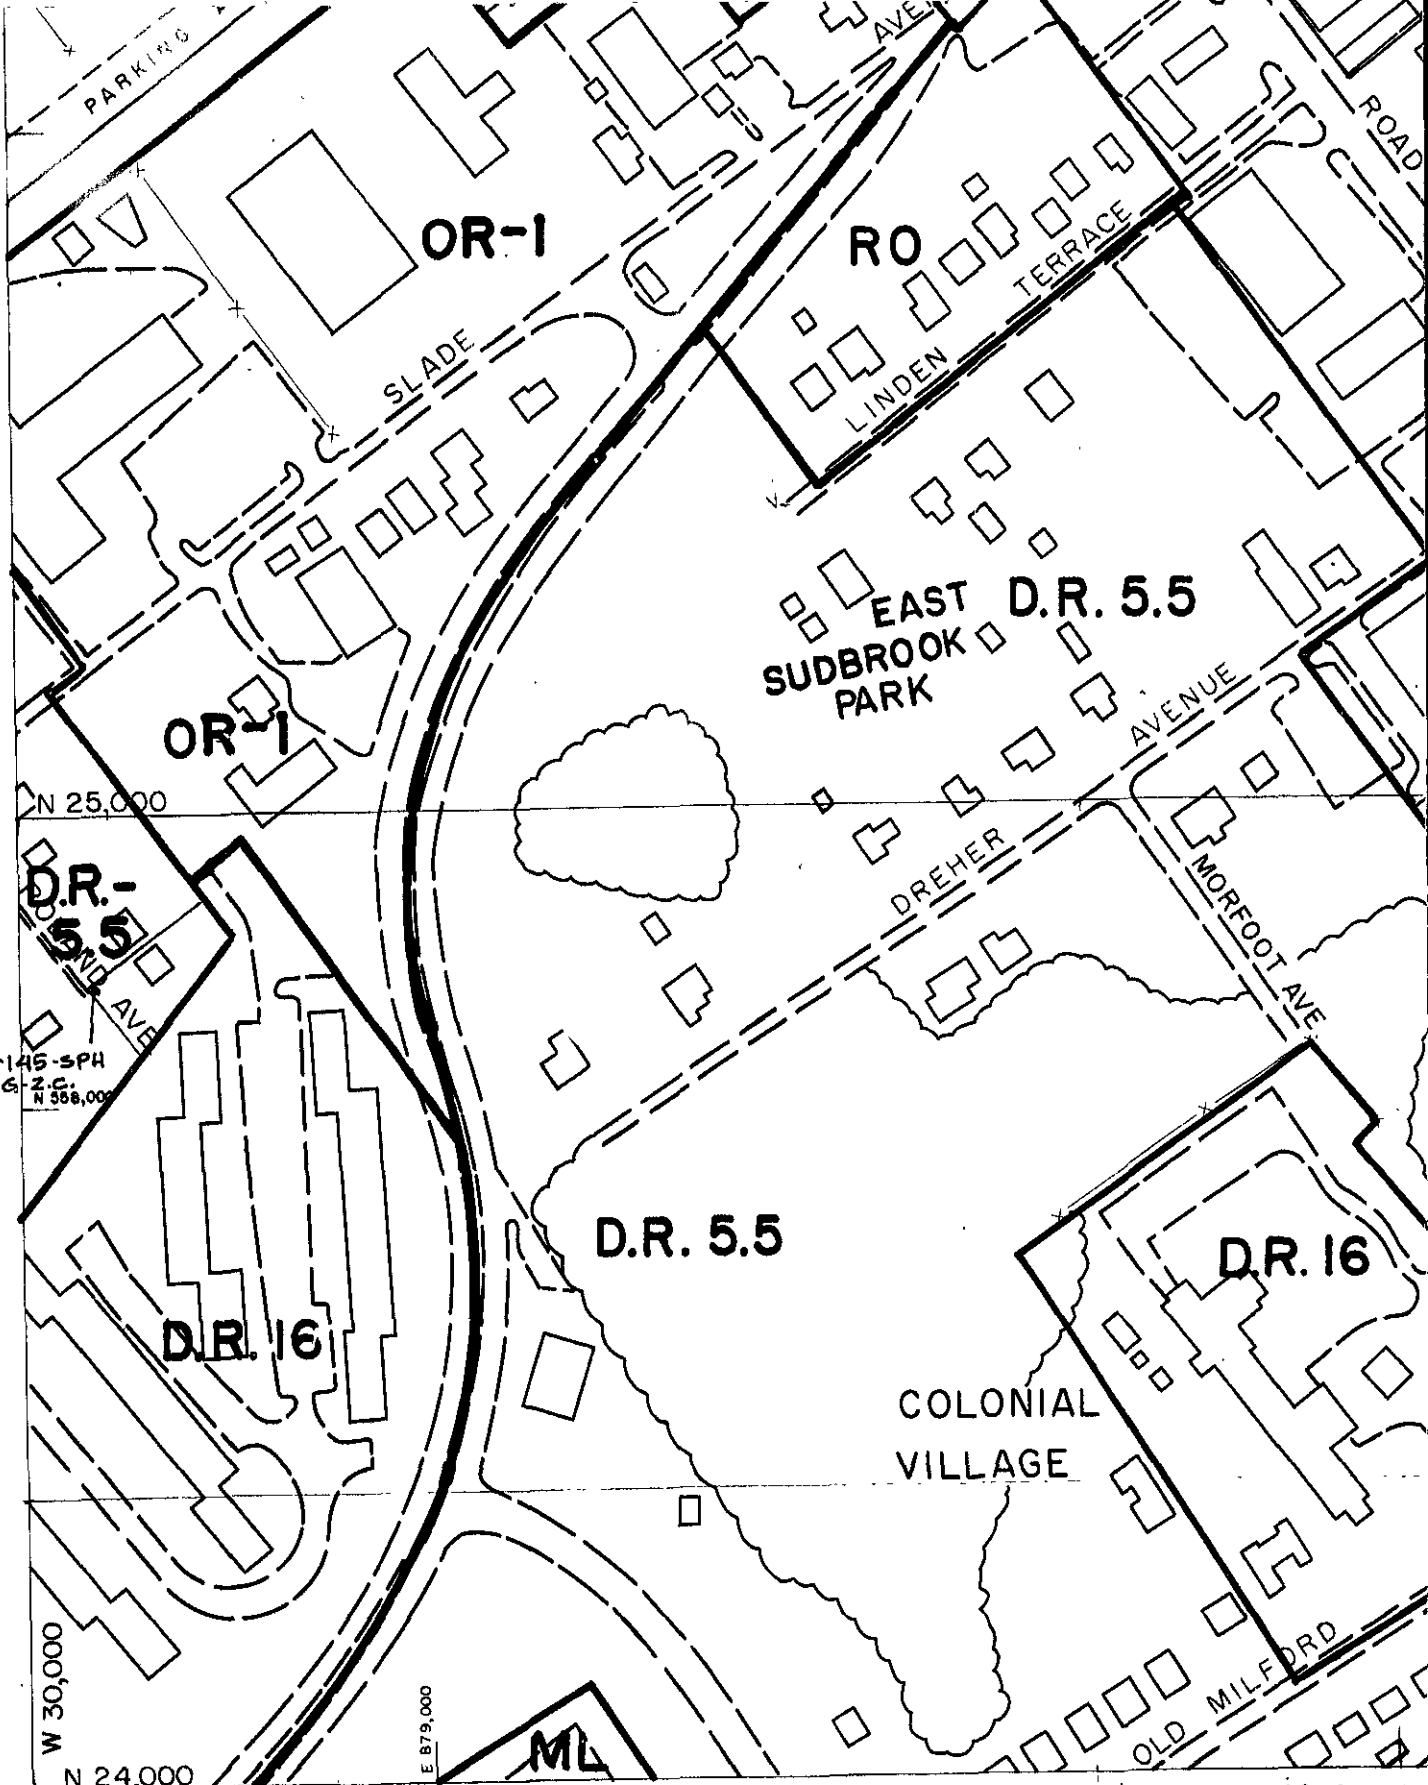 PARKING
AVE.
ROAD
OR-1
RO
TERRACE
SLADE
LINDEN
EAST D.R. 5.5
SUDBROOK
PARK
OR-1
AVENUE
N 25,000
DREHER
MORFOOT AVE
D.R.-
5.5
AVE
-145-SPH
G-Z.C.
N 558,000
D.R. 5.5
D.R. 16
D.R. 16
COLONIAL
VILLAGE
OLD MILFORD
W 30,000
E 879,000
ML
N 24,000